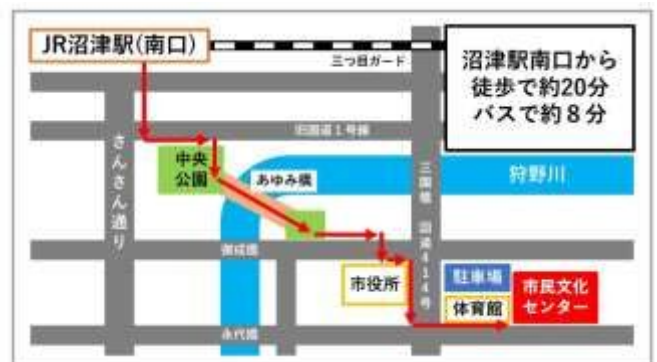 JR沼津駅(南口)
三つ目ガード
沼津駅南口から
徒歩で約20分
バスで約8分
旧国道1号線
さんさん通り
中央
公園
あゆみ橋
三園橋 国道414号
狩野川
御成橋
市役所
駐車場
体育館
市民文化
センター
永代橋